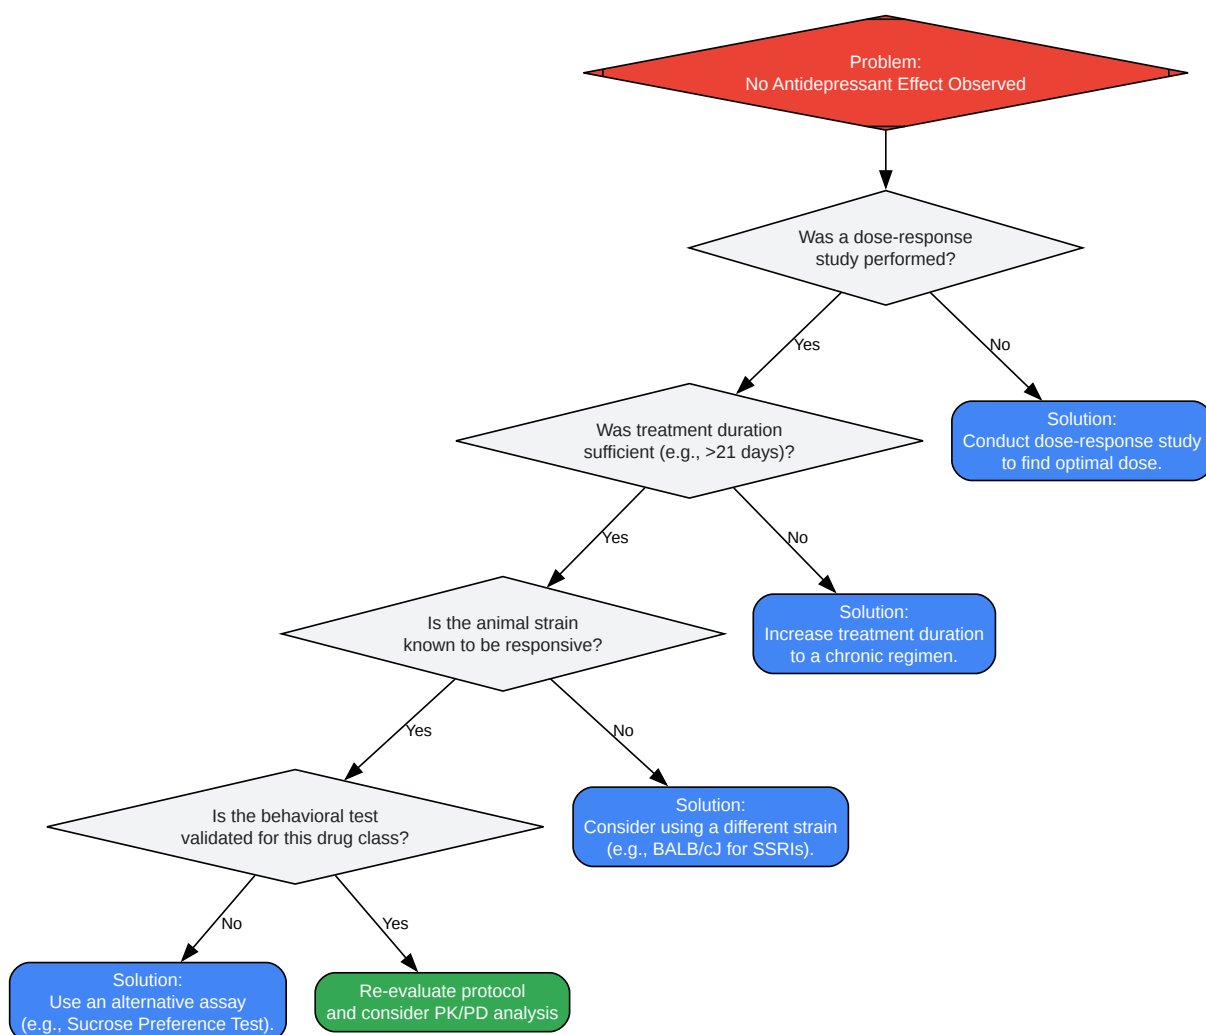 Problem:
No Antidepressant Effect Observed
Was a dose-response
study performed?
Yes
No
Was treatment duration
sufficient (e.g., >21 days)?
Solution:
Conduct dose-response study
to find optimal dose.
Yes
No
Is the animal strain
known to be responsive?
Solution:
Increase treatment duration
to a chronic regimen.
Yes
No
Is the behavioral test
validated for this drug class?
Solution:
Consider using a different strain
(e.g., BALB/cJ for SSRIs).
No
Yes
Solution:
Use an alternative assay
(e.g., Sucrose Preference Test).
Re-evaluate protocol
and consider PK/PD analysis